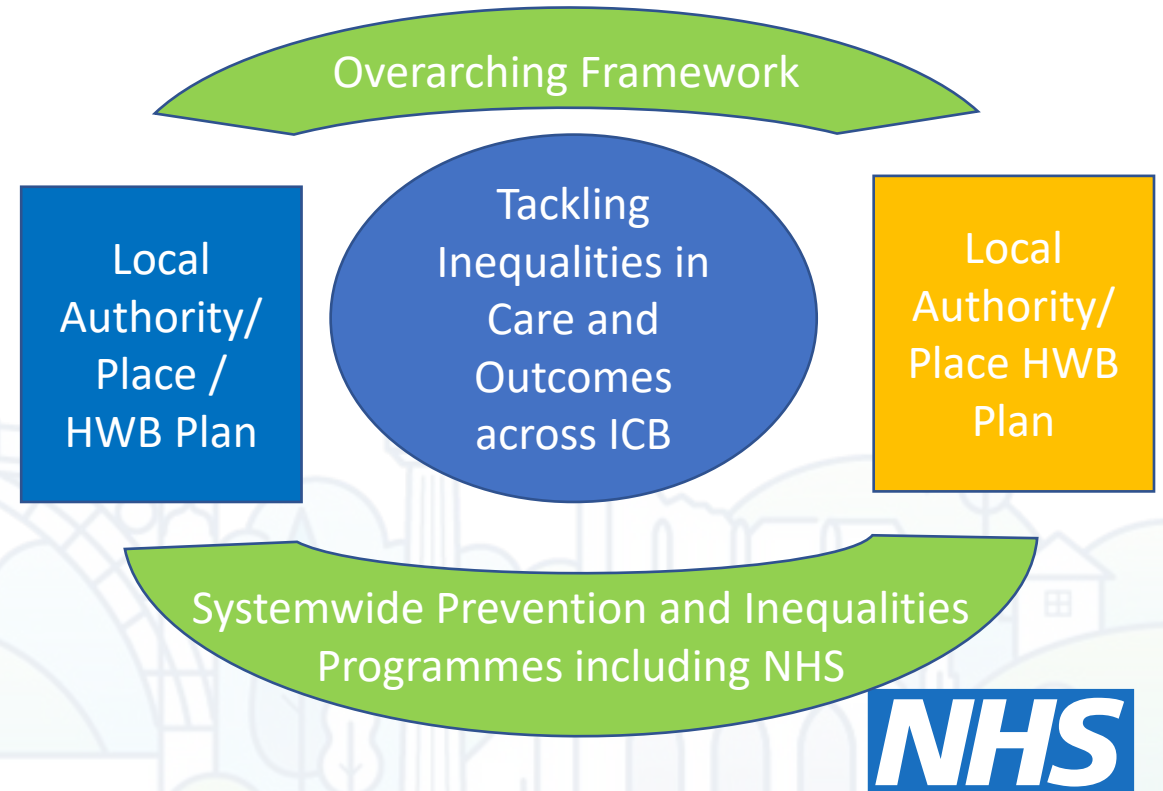 Overarching Framework
Local
Authority/
Place /
HWB Plan
Tackling
Inequalities in
Care and
Outcomes
across ICB
Local
Authority/
Place HWB
Plan
Systemwide Prevention and Inequalities
Programmes including NHS
NHS